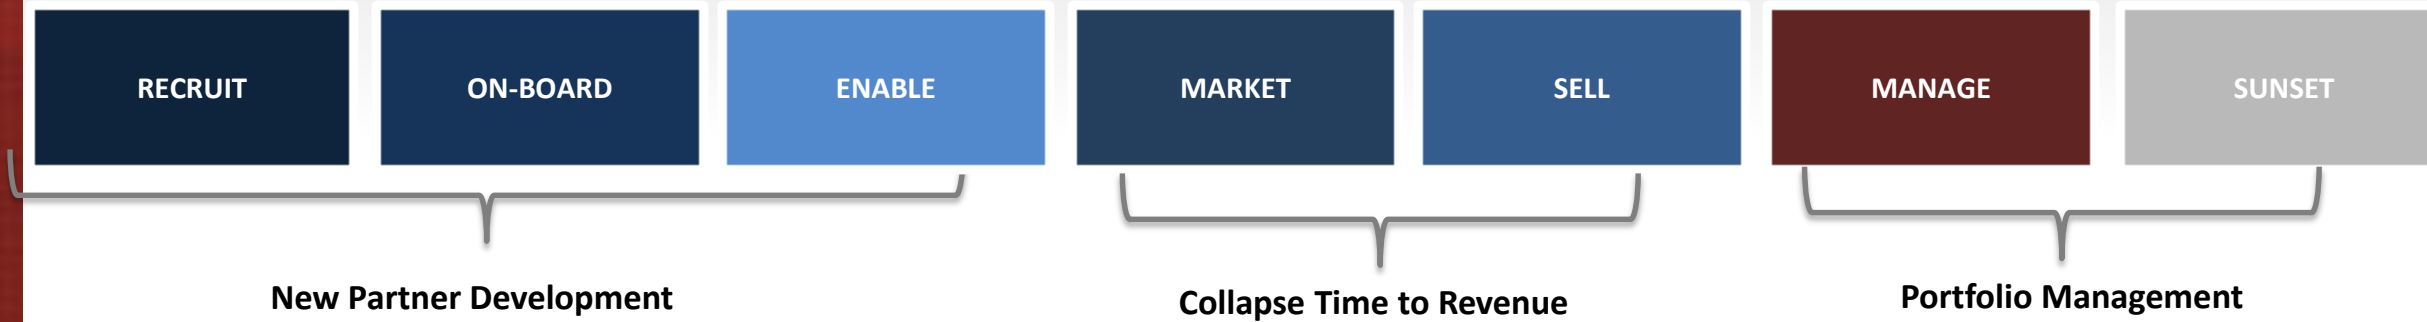 RECRUIT
ON-BOARD
ENABLE
MARKET
SELL
MANAGE
SUNSET
New Partner Development
Collapse Time to Revenue
Portfolio Management